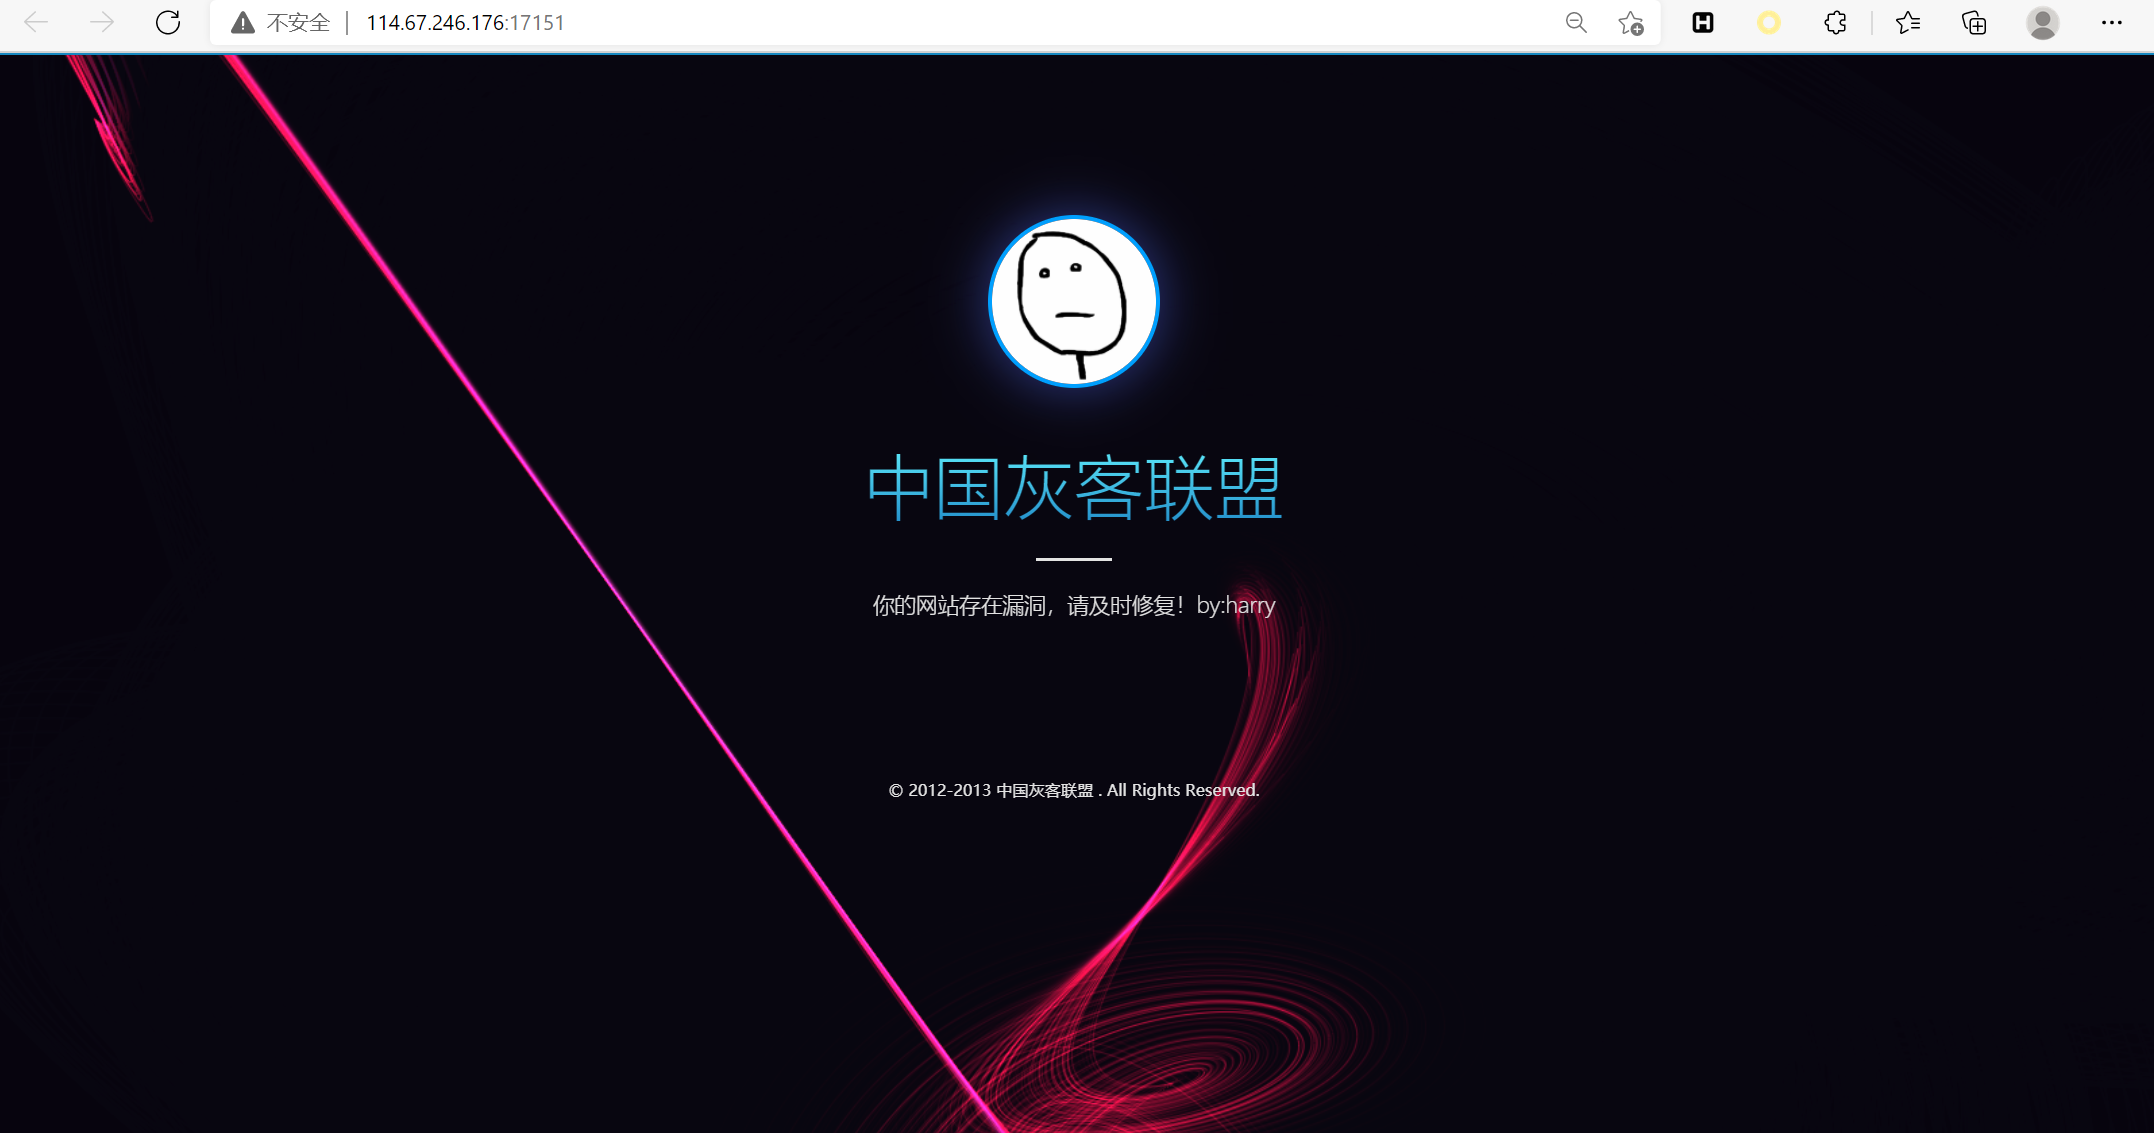 不安全 114.67.246.176:17151
中国灰客联盟
你的网站存在漏洞，请及时修复！by:harry
© 2012-2013 中国灰客联盟 . All Rights Reserved.